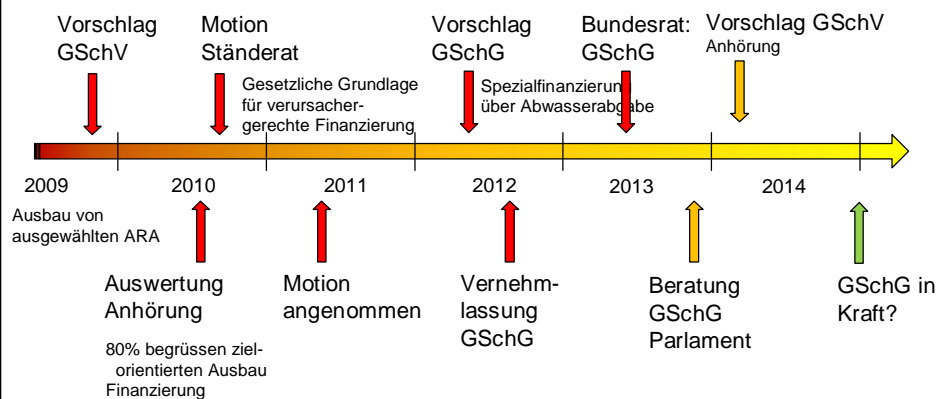 Vorschlag
GSchV
Motion
Ständerat
Gesetzliche Grundlage
für verursacher-
gerechte Finanzierung
Vorschlag
GSchG
Spezialfinanzierung
über Abwasserabgabe
Bundesrat:
GSchG
Vorschlag GSchV
Anhörung
2009
2010
2011
2012
2013
2014
Ausbau von
ausgewählten ARA
Auswertung
Anhörung
80% begrüssen ziel-
orientierten Ausbau
Finanzierung
Motion
angenommen
Vernehm-
lassung
GSchG
Beratung
GSchG
Parlament
GSchG in
Kraft?